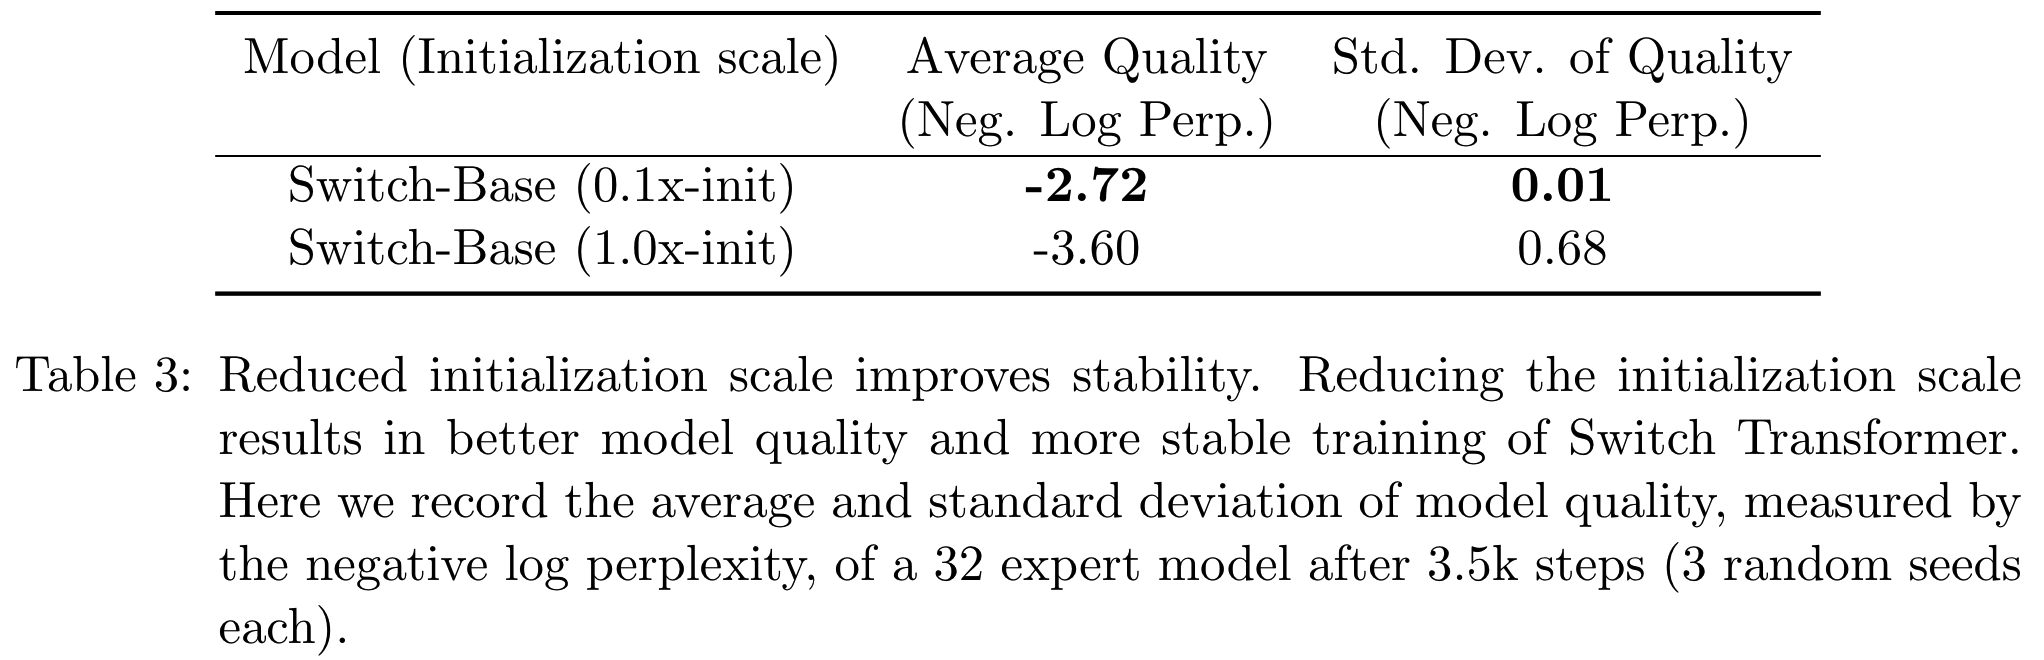 Model (Initialization scale) Average Quality Std. Dev. of Quality
(Neg. Log Perp.) (Neg. Log Perp.)
Switch-Base (0.1x-init) -2.72 0.01
Switch-Base (1.0x-init) -3.60 0.68
Table 3: Reduced initialization scale improves stability. Reducing the initialization scale
results in better model quality and more stable training of Switch Transformer.
Here we record the average and standard deviation of model quality, measured by
the negative log perplexity, of a 32 expert model after 3.5k steps (3 random seeds
each).